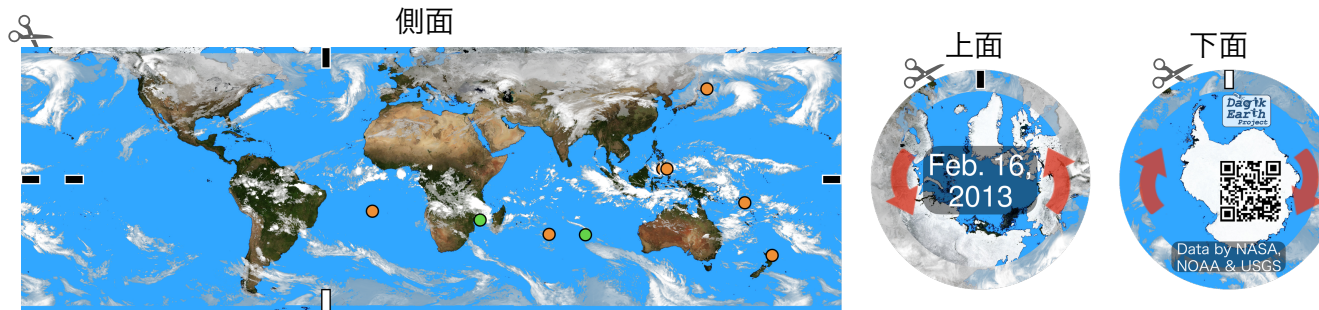 側面
上面
下面
Feb. 16,
2013
Dagik
Earth
Project
Data by NASA,
NOAA & USGS